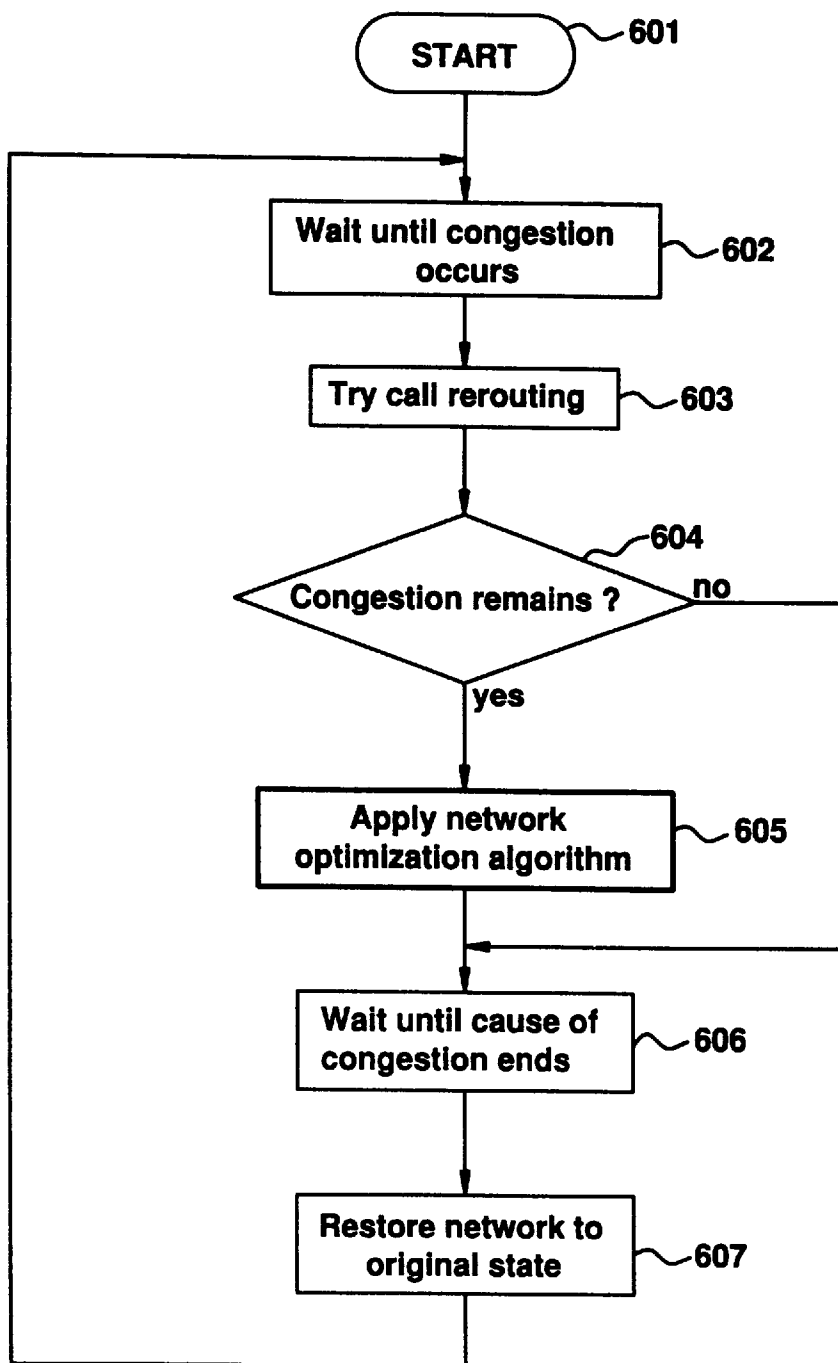 START
601
Wait until congestion
occurs
602
Try call rerouting
603
604
Congestion remains ?
no
yes
Apply network
optimization algorithm
605
Wait until cause of
congestion ends
606
Restore network to
original state
607